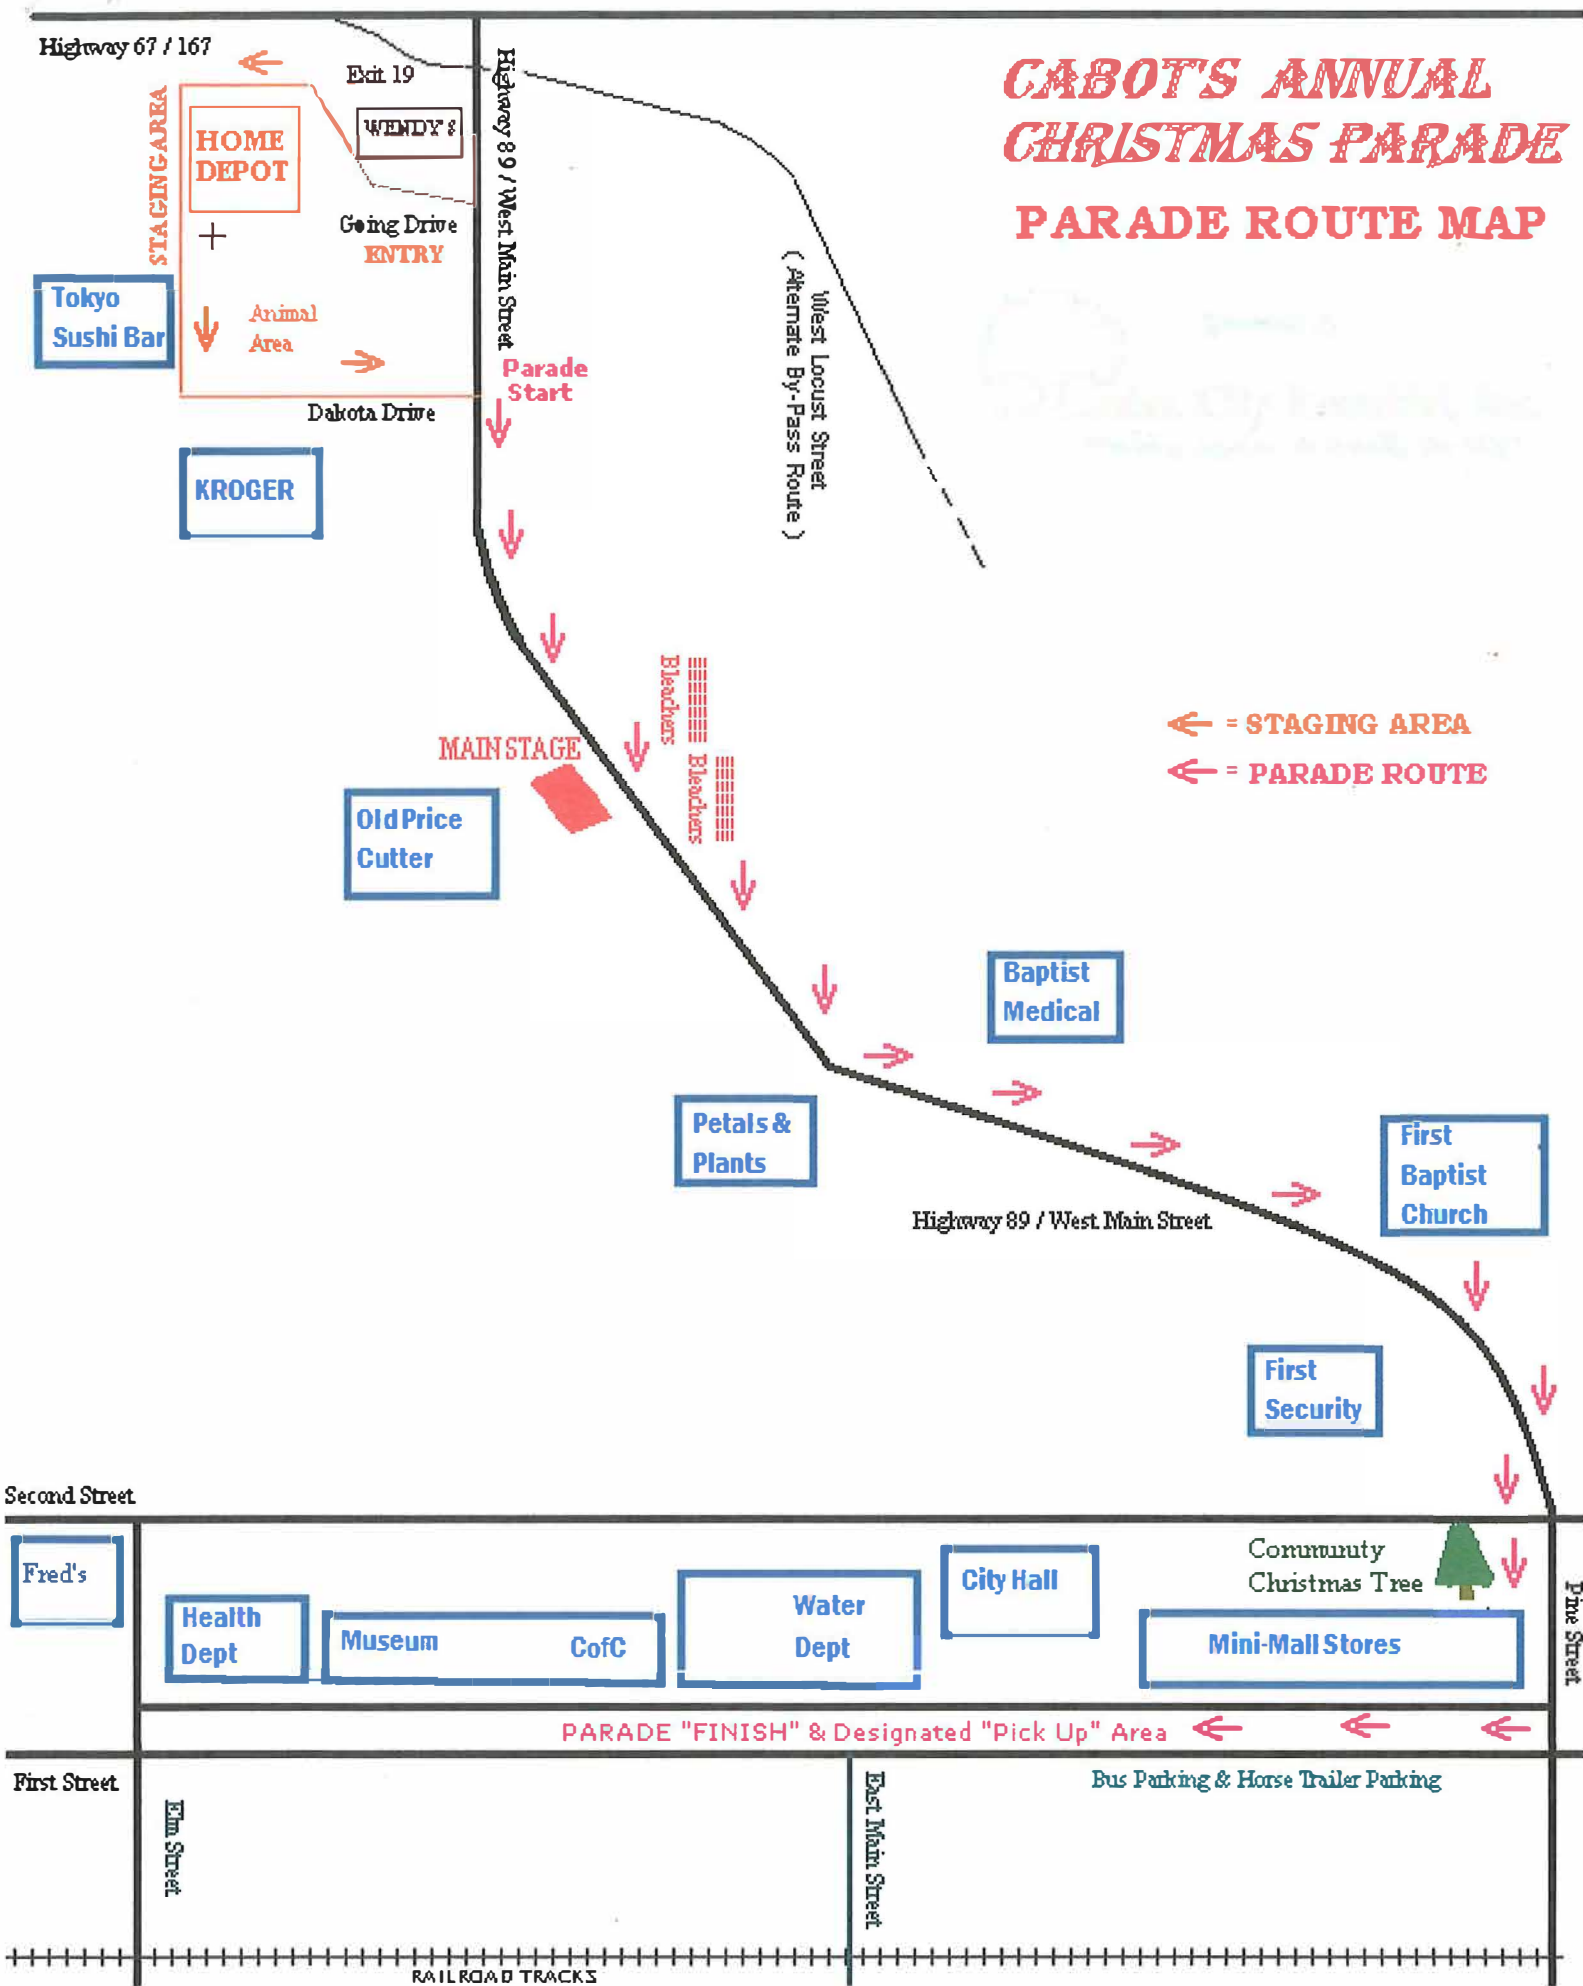 Highway 67 / 167
CABOT'S ANNUAL
CHRISTMAS PARADE
PARADE ROUTE MAP
Exit 19
WENDY'S
Highway 89 / West Main Street
STAGING AREA
HOME
DEPOT
Going Drive
ENTRY
Tokyo
Sushi Bar
Animal
Area
Dakota Drive
Parade
Start
West Locust Street
( Alternate By-Pass Route )
KROGER
Bleachers
Bleachers
MAIN STAGE
= STAGING AREA
= PARADE ROUTE
Old Price
Cutter
Baptist
Medical
Petals &
Plants
First
Baptist
Church
Highway 89 / West Main Street
First
Security
Second Street
Fred's
Health
Dept
Museum
CofC
Water
Dept
City Hall
Community
Christmas Tree
Mini-Mall Stores
Pine Street
PARADE "FINISH" & Designated "Pick Up" Area
First Street
Bus Parking & Horse Trailer Parking
Elm Street
East Main Street
RAILROAD TRACKS